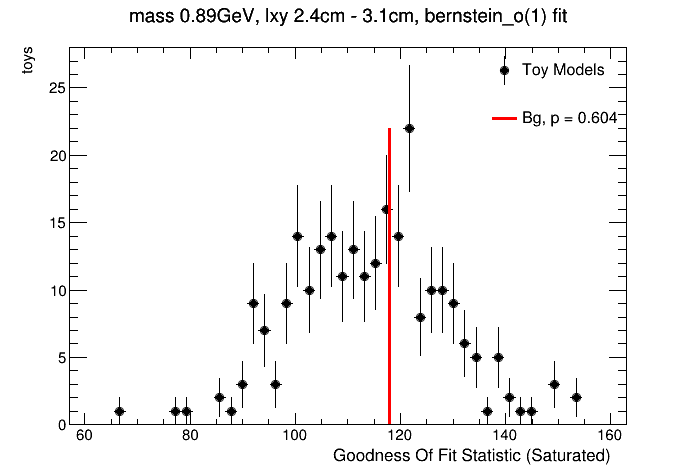 mass 0.89GeV, lxy 2.4cm - 3.1cm, bernstein_o(1) fit
toys
Toy Models
Bg, p = 0.604
25
20
15
10
5
0
60 80 100 120 140 160
Goodness Of Fit Statistic (Saturated)